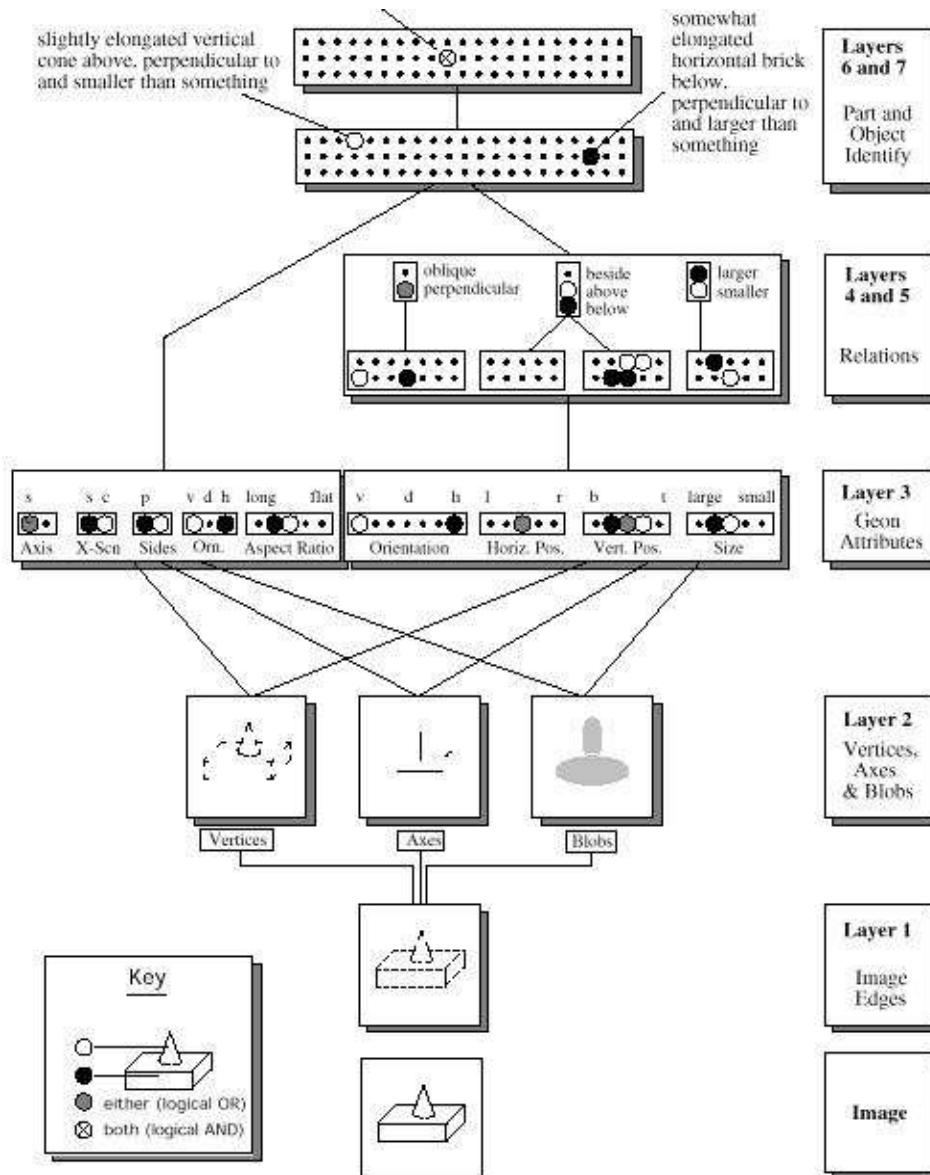 slightly elongated vertical
cone above, perpendicular to
and smaller than something
somewhat
elongated
horizontal brick
below,
perpendicular to
and larger than
something
Layers
6 and 7
Part and
Object
Identify
oblique
perpendicular
beside
above
below
larger
smaller
Layers
4 and 5
Relations
s s c p v d h long flat
Axis X-Scn Sides Orn. Aspect Ratio
v d h l r b t large small
Orientation Horiz. Pos. Vert. Pos. Size
Layer 3
Geon
Attributes
Layer 2
Vertices,
Axes
& Blobs
Vertices
Axes
Blobs
Layer 1
Image
Edges
Key
either (logical OR)
both (logical AND)
Image